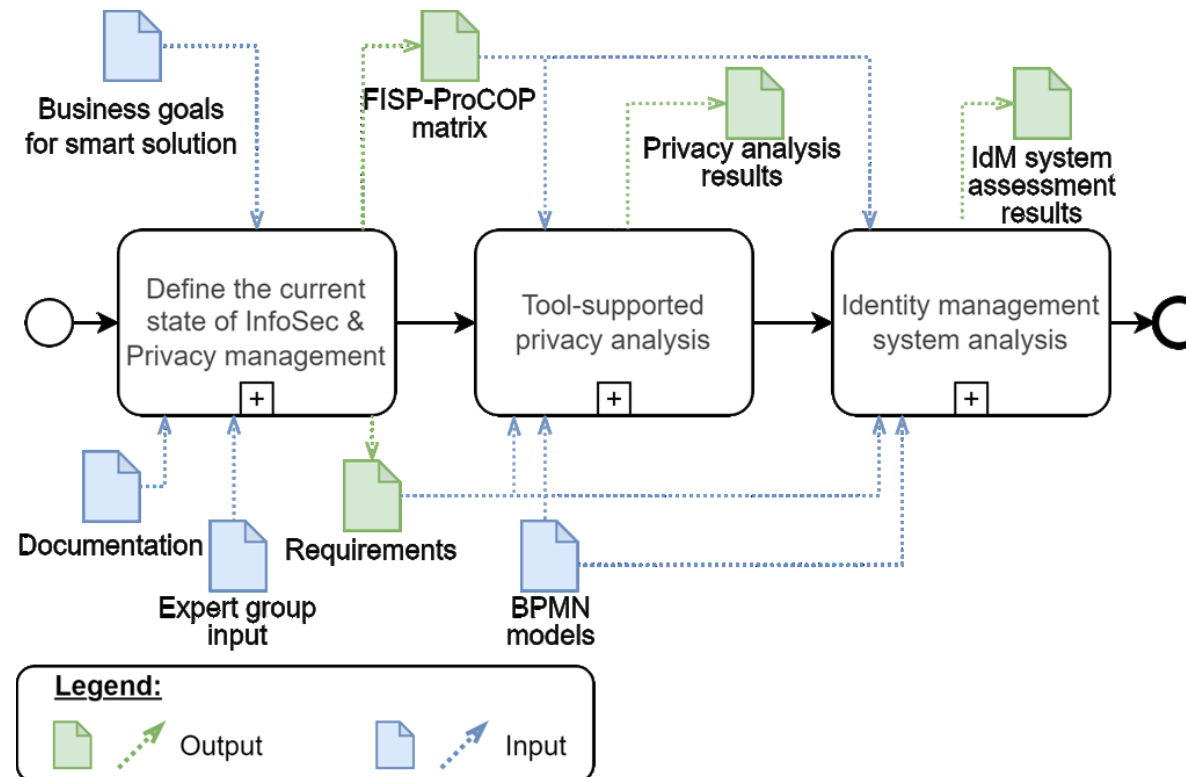 Business goals
for smart solution
FISP-ProCOP
matrix
Privacy analysis
results
IdM system
assessment
results
Define the current
state of InfoSec &
Privacy management
+
Tool-supported
privacy analysis
+
Identity management
system analysis
+
Documentation
Expert group
input
Requirements
BPMN
models
Legend:
Output
Input